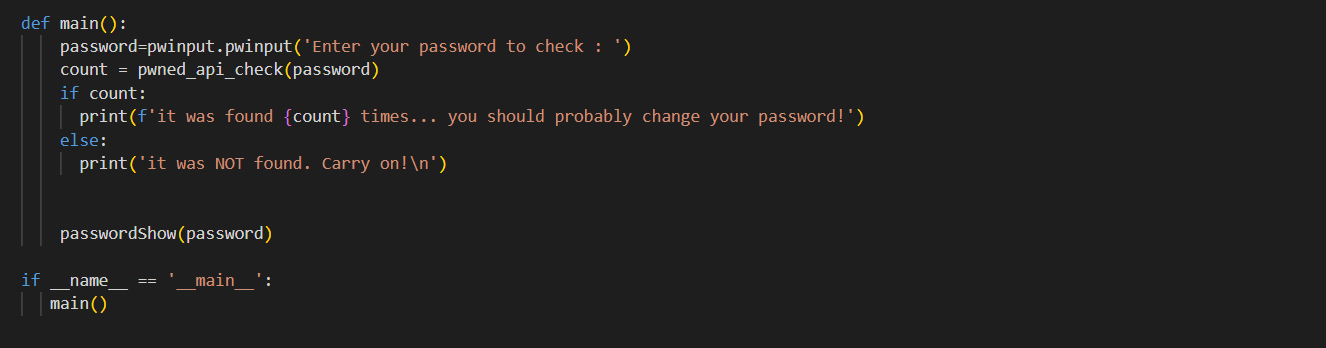 def main():
    password=pwinput.pwinput('Enter your password to check : ')
    count = pwned_api_check(password)
    if count:
      print(f'it was found {count} times... you should probably change your password!')
    else:
      print('it was NOT found. Carry on!\n')
    passwordShow(password)
if __name__ == '__main__':
   main()